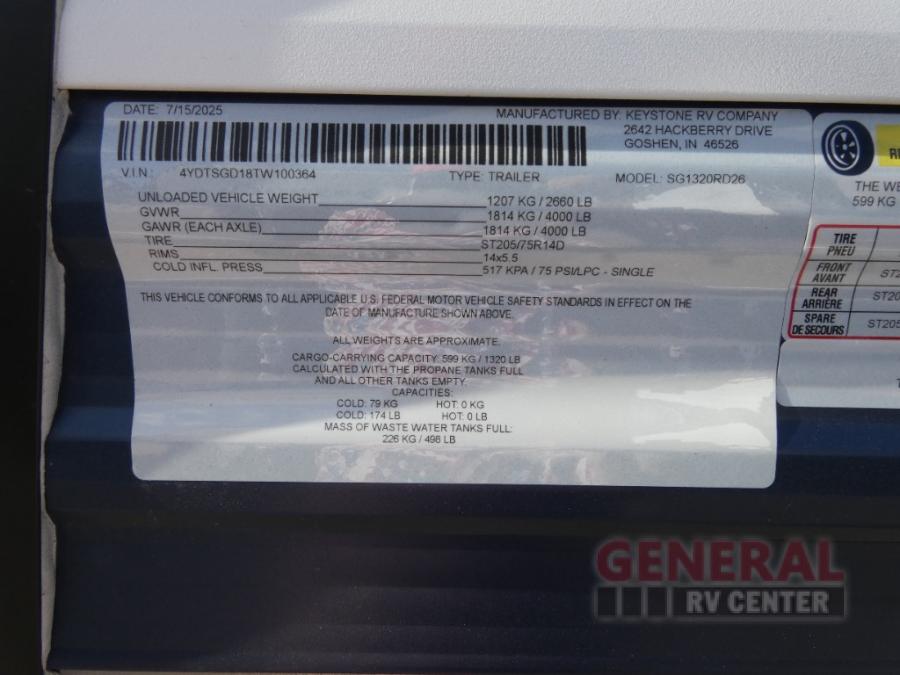 DATE: 7/15/2025
MANUFACTURED BY: KEYSTONE RV COMPANY
2642 HACKBERRY DRIVE
GOSHEN, IN 46526
V.I.N.: 4YDTSGD18TW100364 TYPE: TRAILER MODEL: SG1320RD26
UNLOADED VEHICLE WEIGHT 1207 KG / 2660 LB
GVWR 1814 KG / 4000 LB
GAWR (EACH AXLE) 1814 KG / 4000 LB
TIRE ST205/75R14D
RIMS 14x5.5
COLD INFL. PRESS 517 KPA / 75 PSI/LPC - SINGLE
THIS VEHICLE CONFORMS TO ALL APPLICABLE U.S. FEDERAL MOTOR VEHICLE SAFETY STANDARDS IN EFFECT ON THE
DATE OF MANUFACTURE SHOWN ABOVE.
ALL WEIGHTS ARE APPROXIMATE.
CARGO-CARRYING CAPACITY: 599 KG / 1320 LB
CALCULATED WITH THE PROPANE TANKS FULL
AND ALL OTHER TANKS EMPTY.
CAPACITIES:
COLD: 79 KG HOT: 0 KG
COLD: 174 LB HOT: 0 LB
MASS OF WASTE WATER TANKS FULL:
226 KG / 498 LB
THE WE
599 KG
TIRE
PNEU
FRONT
AVANT
REAR
ARRIÈRE
ST20
SPARE
DE SECOURS
ST205
GENERAL
RV CENTER